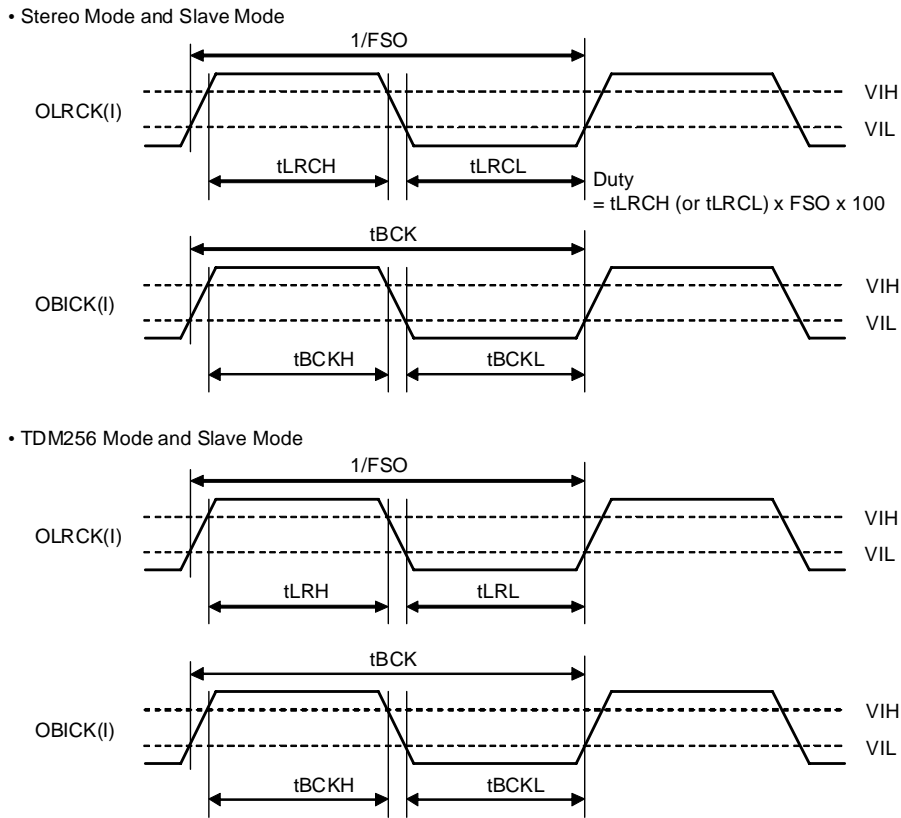 • Stereo Mode and Slave Mode
1/FSO
OLRCK(I)
VIH
VIL
tLRCH
tLRCL
Duty
= tLRCH (or tLRCL) x FSO x 100
tBCK
OBICK(I)
VIH
VIL
tBCKH
tBCKL
• TDM256 Mode and Slave Mode
1/FSO
OLRCK(I)
VIH
VIL
tLRH
tLRL
tBCK
OBICK(I)
VIH
VIL
tBCKH
tBCKL